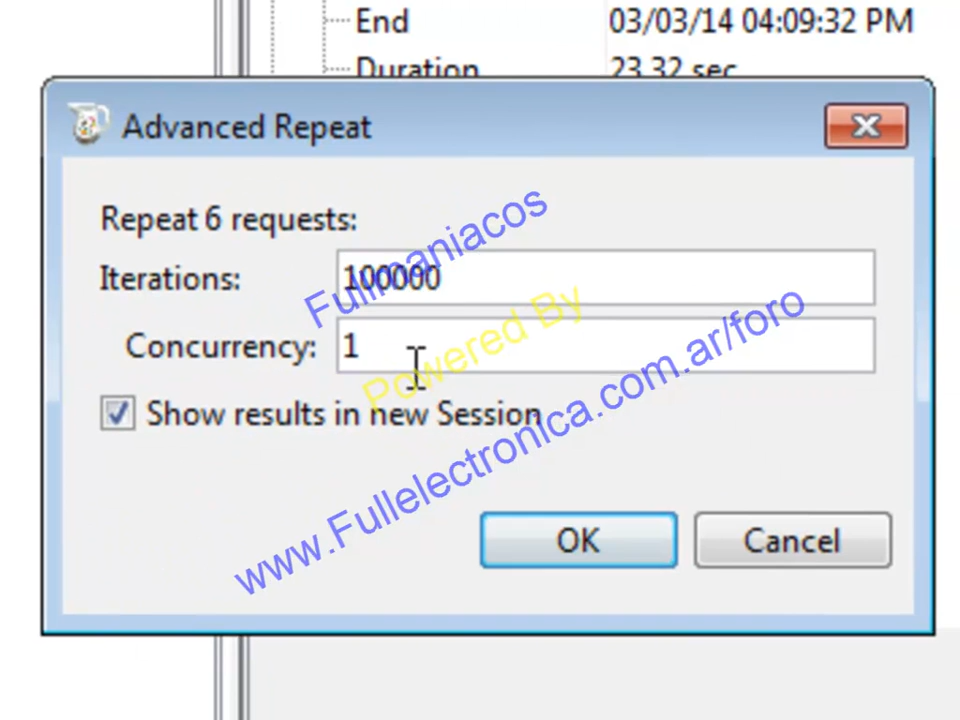 End 03/03/14 04:09:32 PM
Duration 23.32 sec
Advanced Repeat
Repeat 6 requests:
Iterations: 100000
Concurrency: 1
Show results in new Session
OK Cancel
Fullmaniacos
Powered By
www.Fullelectronica.com.ar/foro